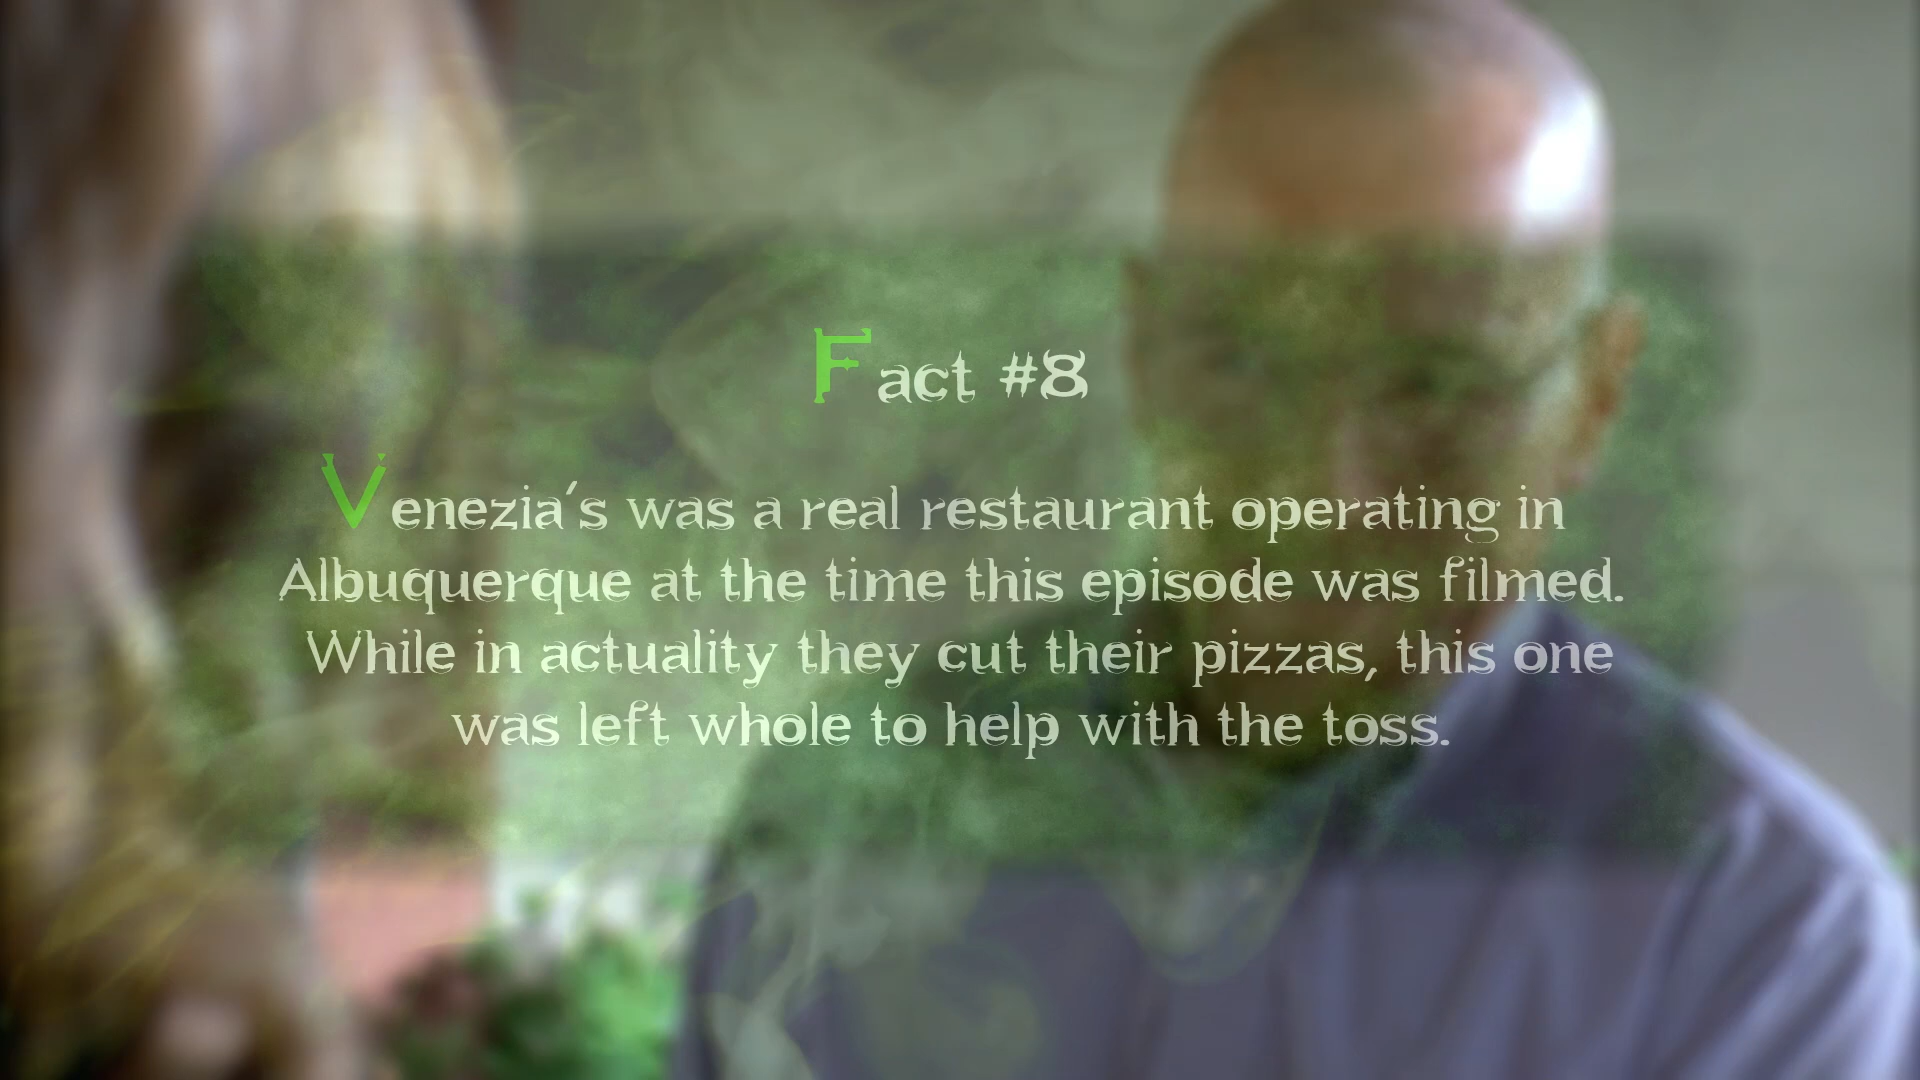 Fact #8
Venezia's was a real restaurant operating in
Albuquerque at the time this episode was filmed.
While in actuality they cut their pizzas, this one
was left whole to help with the toss.